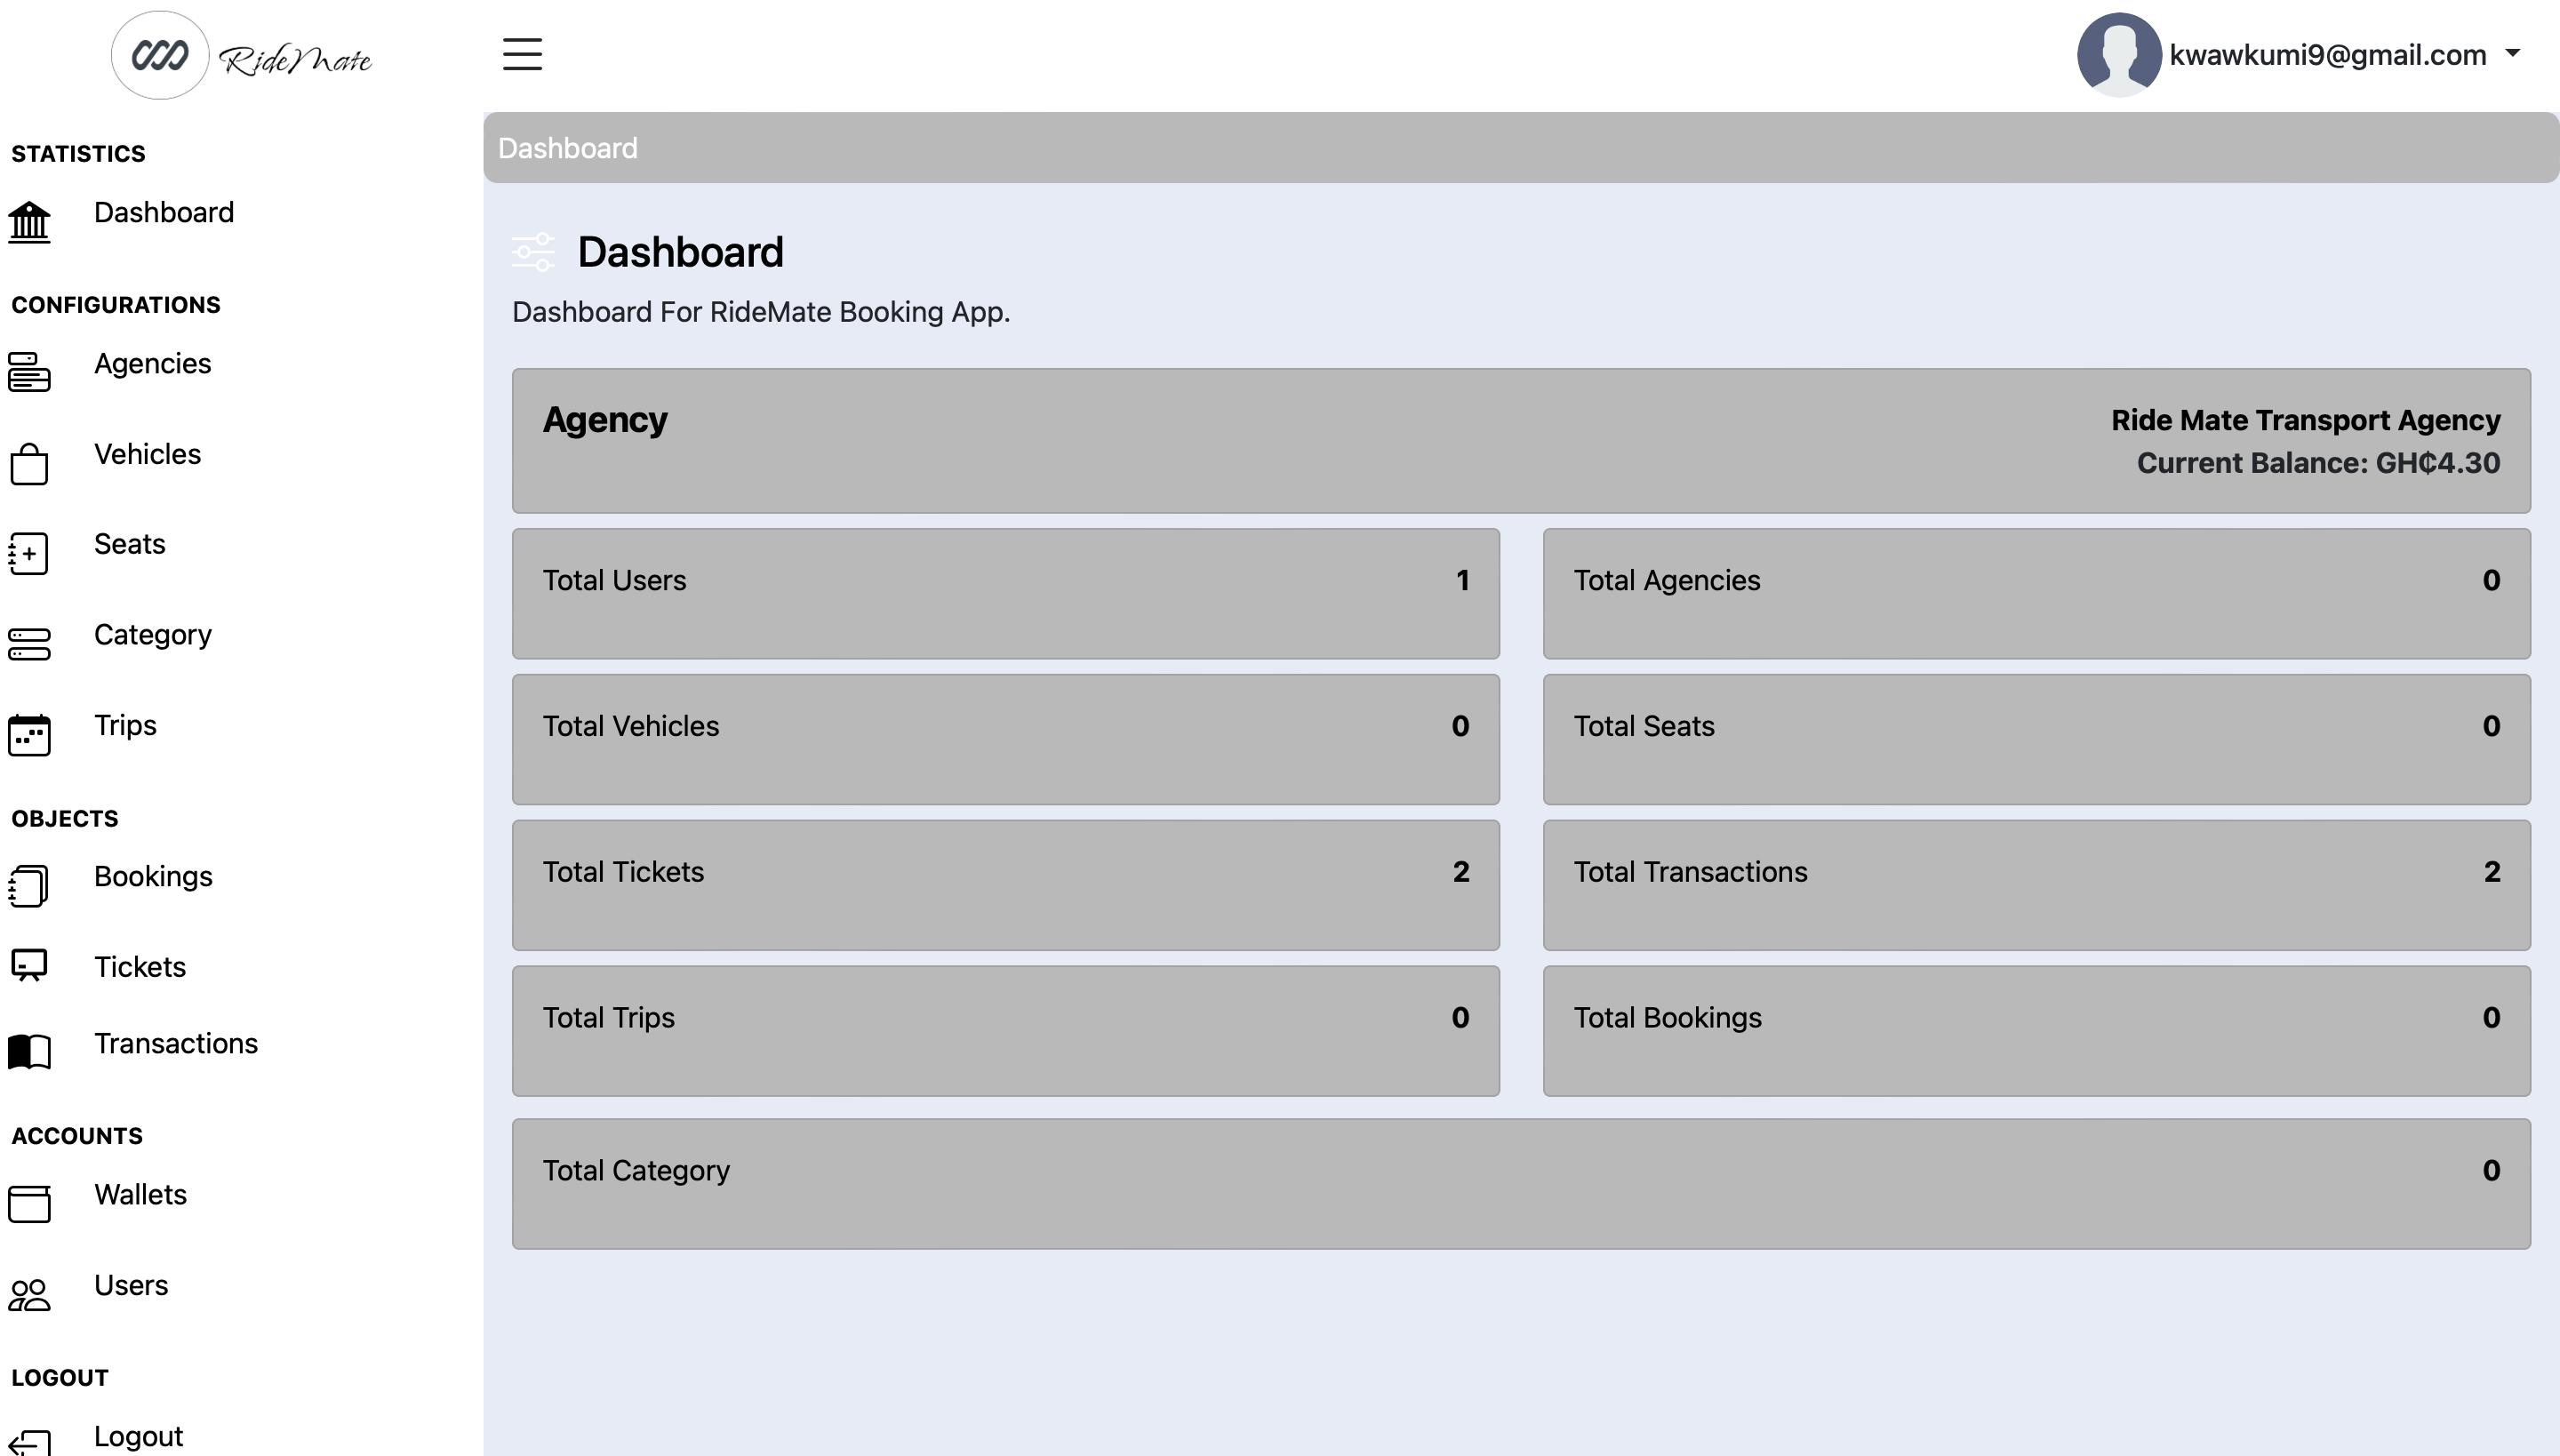 RideMate
kwawkumi9@gmail.com
STATISTICS
Dashboard
CONFIGURATIONS
Agencies
Vehicles
Seats
Category
Trips
OBJECTS
Bookings
Tickets
Transactions
ACCOUNTS
Wallets
Users
LOGOUT
Logout
Dashboard
Dashboard
Dashboard For RideMate Booking App.
Agency
Ride Mate Transport Agency
Current Balance: GH₵4.30
Total Users 1
Total Agencies 0
Total Vehicles 0
Total Seats 0
Total Tickets 2
Total Transactions 2
Total Trips 0
Total Bookings 0
Total Category 0